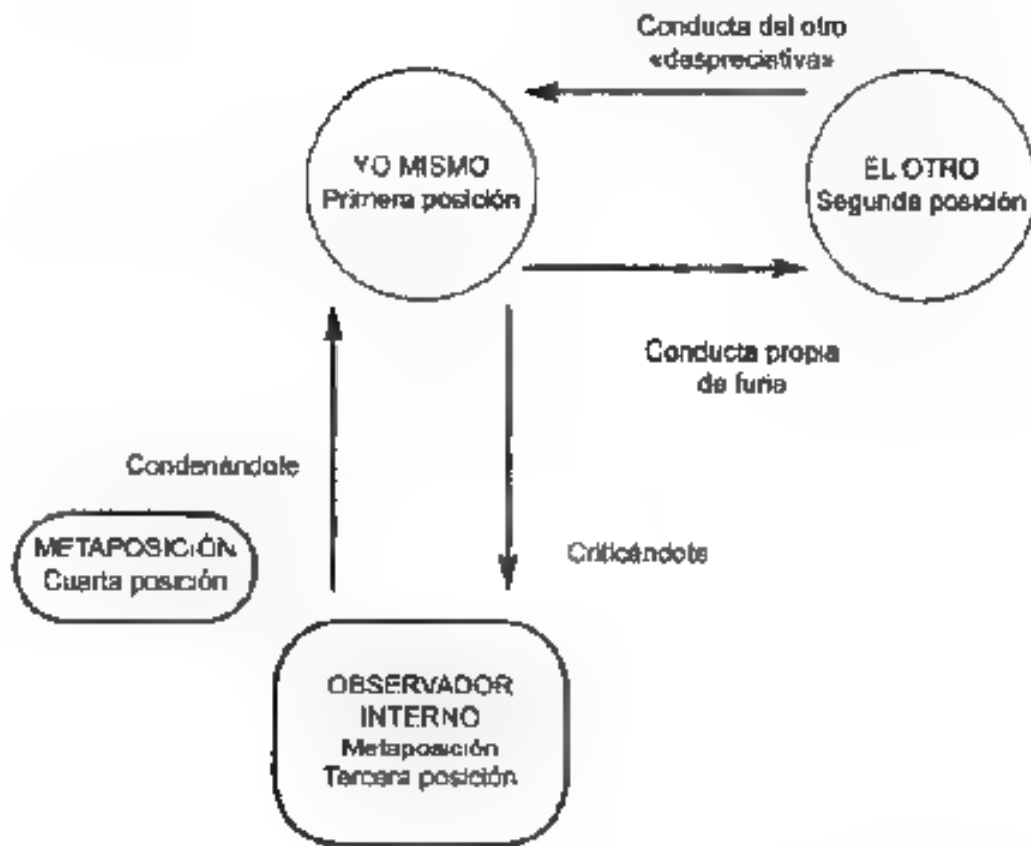 Conducta del otro
«despreciativa»
YO MISMO
Primera posición
EL OTRO
Segunda posición
Conducta propia
de furia
Condenándote
METAPOSICIÓN
Cuarta posición
Criticándote
OBSERVADOR
INTERNO
Metaposición
Tercera posición